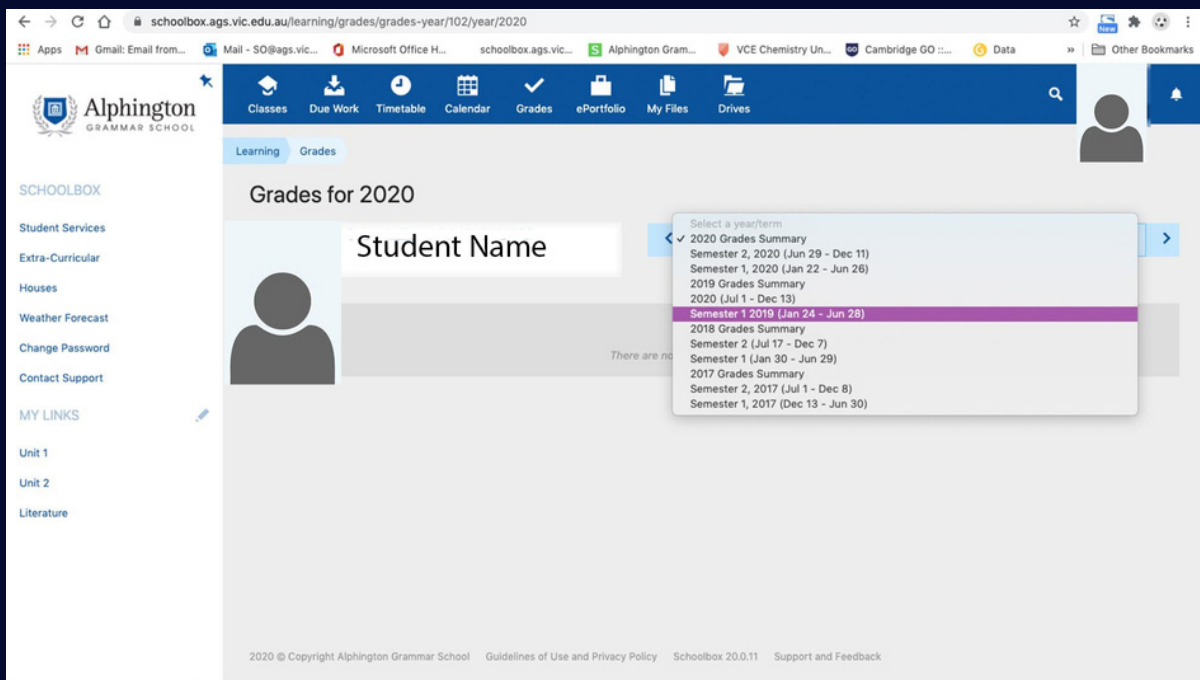 schoolbox.ags.vic.edu.au/learning/grades/grades-year/102/year/2020
New
Apps Gmail: Email from... Mail - SO@ags.vic... Microsoft Office H... schoolbox.ags.vic... S Alphington Gram... VCE Chemistry Un... GO Cambridge GO ::... Data » Other Bookmarks
Alphington
GRAMMAR SCHOOL
Classes Due Work Timetable Calendar Grades ePortfolio My Files Drives
Learning Grades
SCHOOLBOX
Student Services
Extra-Curricular
Houses
Weather Forecast
Change Password
Contact Support
MY LINKS
Unit 1
Unit 2
Literature
Grades for 2020
Student Name
Select a year/term
✓ 2020 Grades Summary
Semester 2, 2020 (Jun 29 - Dec 11)
Semester 1, 2020 (Jan 22 - Jun 26)
2019 Grades Summary
2020 (Jul 1 - Dec 13)
Semester 1 2019 (Jan 24 - Jun 28)
2018 Grades Summary
Semester 2 (Jul 17 - Dec 7)
Semester 1 (Jan 30 - Jun 29)
2017 Grades Summary
Semester 2, 2017 (Jul 1 - Dec 8)
Semester 1, 2017 (Dec 13 - Jun 30)
There are no
2020 © Copyright Alphington Grammar School Guidelines of Use and Privacy Policy Schoolbox 20.0.11 Support and Feedback